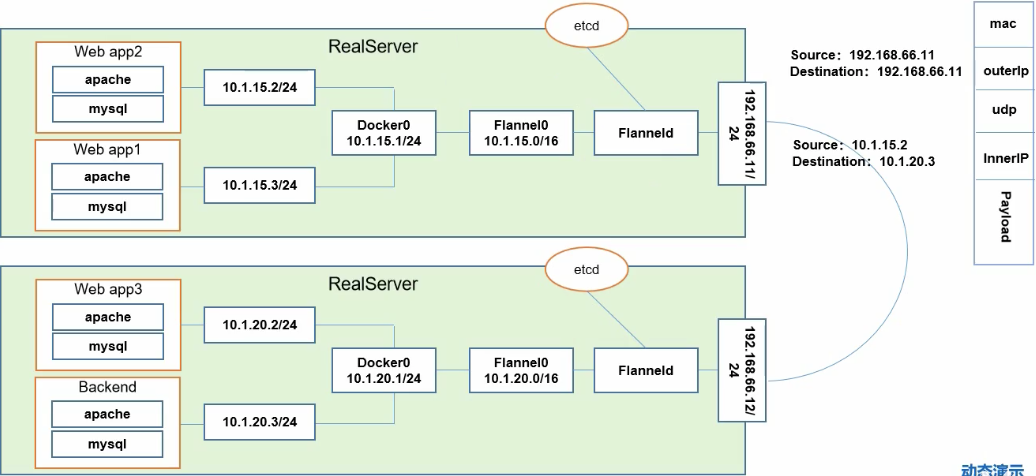 etcd
RealServer
Web app2
apache
mysql
10.1.15.2/24
Web app1
apache
mysql
10.1.15.3/24
Docker0
10.1.15.1/24
Flannel0
10.1.15.0/16
Flanneld
192.168.66.11/
24
Source：192.168.66.11
Destination：192.168.66.11
Source：10.1.15.2
Destination：10.1.20.3
mac
outerIp
udp
InnerIP
Payload
etcd
RealServer
Web app3
apache
mysql
10.1.20.2/24
Backend
apache
mysql
10.1.20.3/24
Docker0
10.1.20.1/24
Flannel0
10.1.20.0/16
Flanneld
192.168.66.12/
24
动态演示